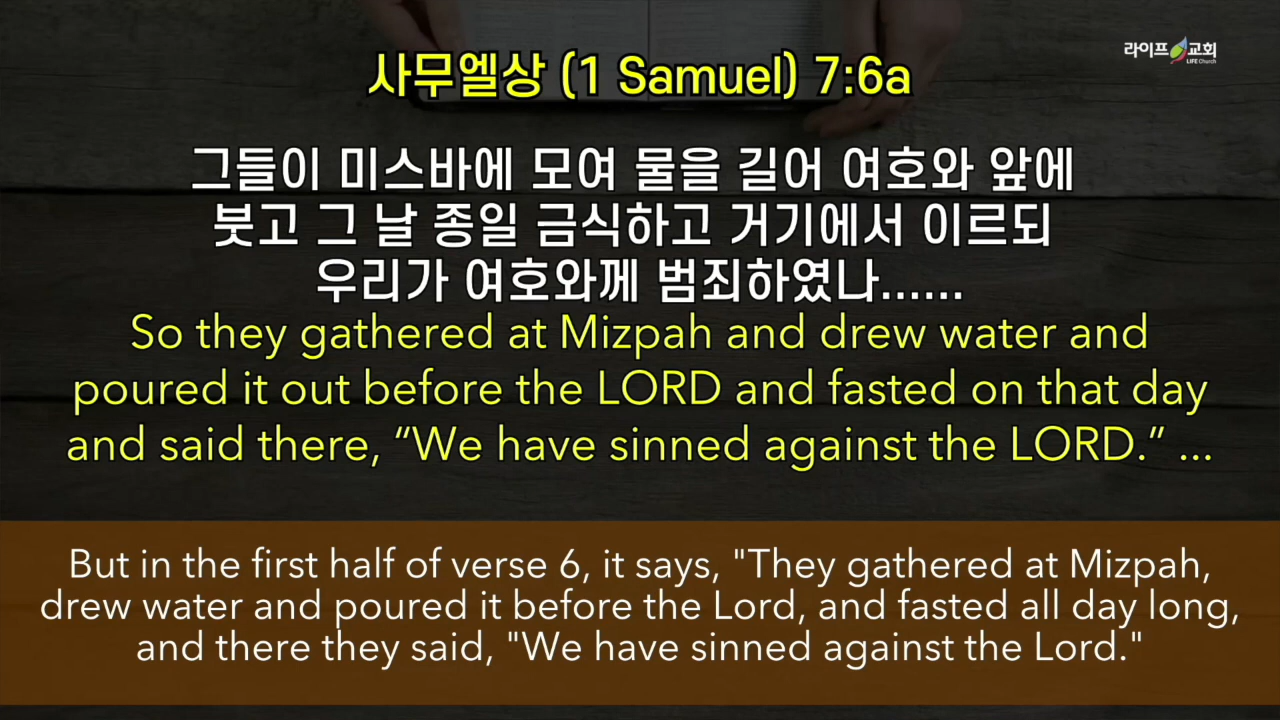 라이프 교회
LIFE Church
사무엘상 (1 Samuel) 7:6a
그들이 미스바에 모여 물을 길어 여호와 앞에
붓고 그 날 종일 금식하고 거기에서 이르되
우리가 여호와께 범죄하였나......
So they gathered at Mizpah and drew water and
poured it out before the LORD and fasted on that day
and said there, “We have sinned against the LORD.” ...
But in the first half of verse 6, it says, "They gathered at Mizpah,
drew water and poured it before the Lord, and fasted all day long,
and there they said, "We have sinned against the Lord."